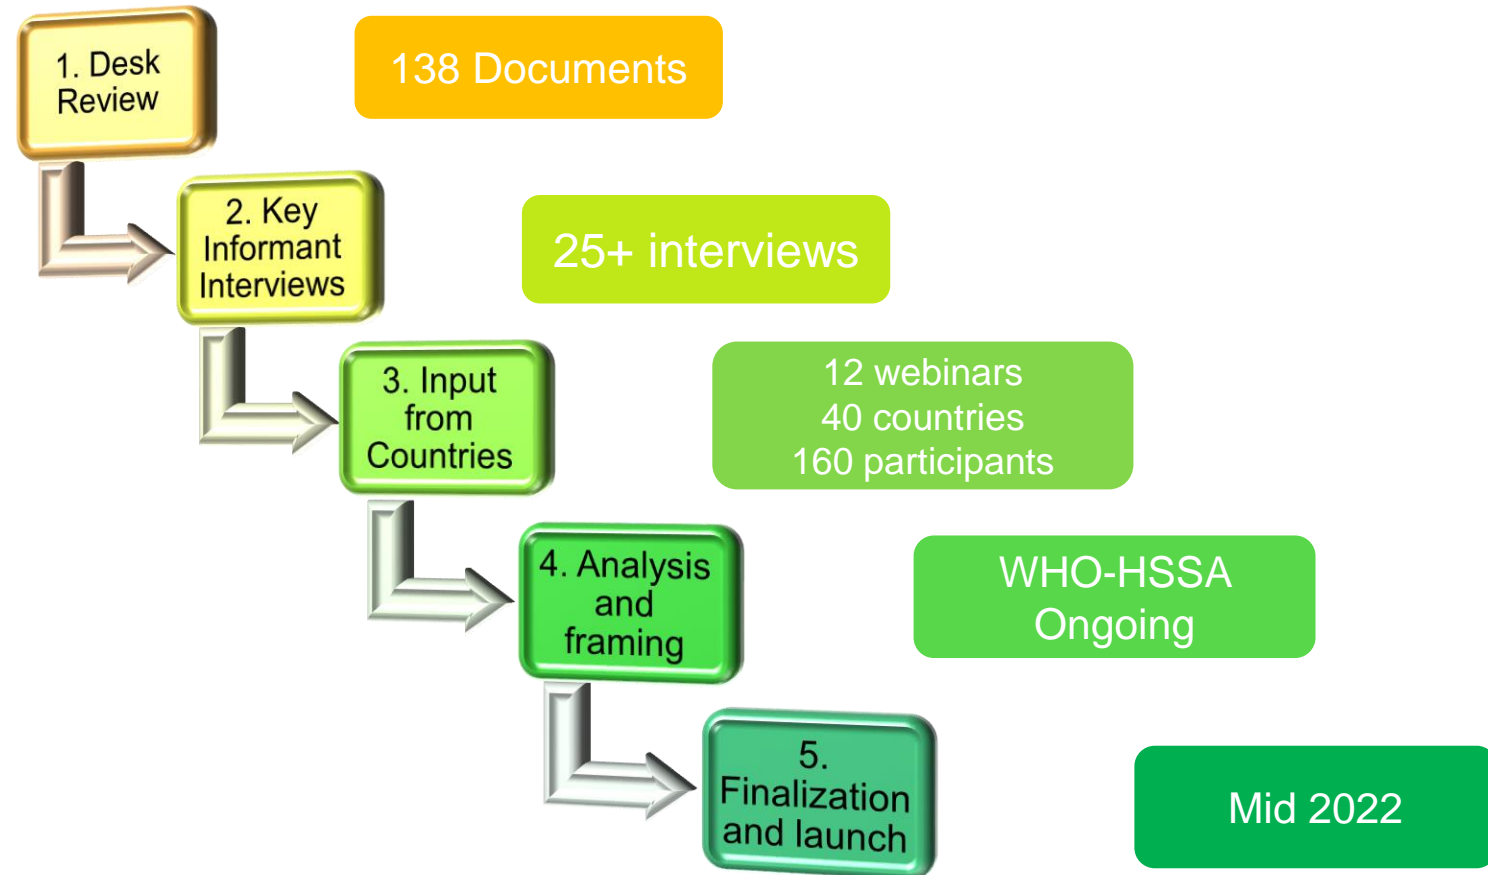 1. Desk
Review
138 Documents
2. Key
Informant
Interviews
25+ interviews
3. Input
from
Countries
12 webinars
40 countries
160 participants
4. Analysis
and
framing
WHO-HSSA
Ongoing
5.
Finalization
and launch
Mid 2022